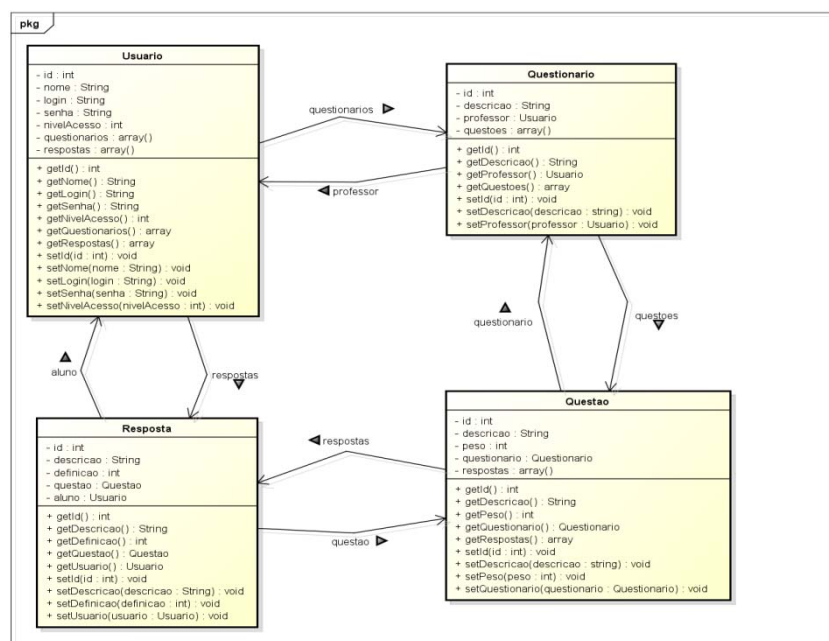 pkg
Usuario
- id : int
- nome : String
- login : String
- senha : String
- nivelAcesso : int
- questionarios : array()
- respostas : array()
+ getId() : int
+ getNome() : String
+ getLogin() : String
+ getSenha() : String
+ getNivelAcesso() : int
+ getQuestionarios() : array
+ getRespostas() : array
+ setId(id : int) : void
+ setNome(nome : String) : void
+ setLogin(login : String) : void
+ setSenha(senha : String) : void
+ setNivelAcesso(nivelAcesso : int) : void
questionarios
professor
Questionario
- id : int
- descricao : String
- professor : Usuario
- questoes : array()
+ getId() : int
+ getDescricao() : String
+ getProfessor() : Usuario
+ getQuestoes() : array
+ setId(id : int) : void
+ setDescricao(descricao : string) : void
+ setProfessor(professor : Usuario) : void
aluno
respostas
questionario
questoes
Resposta
- id : int
- descricao : String
- definicao : int
- questao : Questao
- aluno : Usuario
+ getId() : int
+ getDescricao() : String
+ getDefinicao() : int
+ getQuestao() : Questao
+ getUsuario() : Usuario
+ setId(id : int) : void
+ setDescricao(descricao : String) : void
+ setDefinicao(definicao : int) : void
+ setUsuario(usuario : Usuario) : void
respostas
questao
Questao
- id : int
- descricao : String
- peso : int
- questionario : Questionario
- respostas : array()
+ getId() : int
+ getDescricao() : String
+ getPeso() : int
+ getQuestionario() : Questionario
+ getRespostas() : array
+ setId(id : int) : void
+ setDescricao(descricao : string) : void
+ setPeso(peso : int) : void
+ setQuestionario(questionario : Questionario) : void